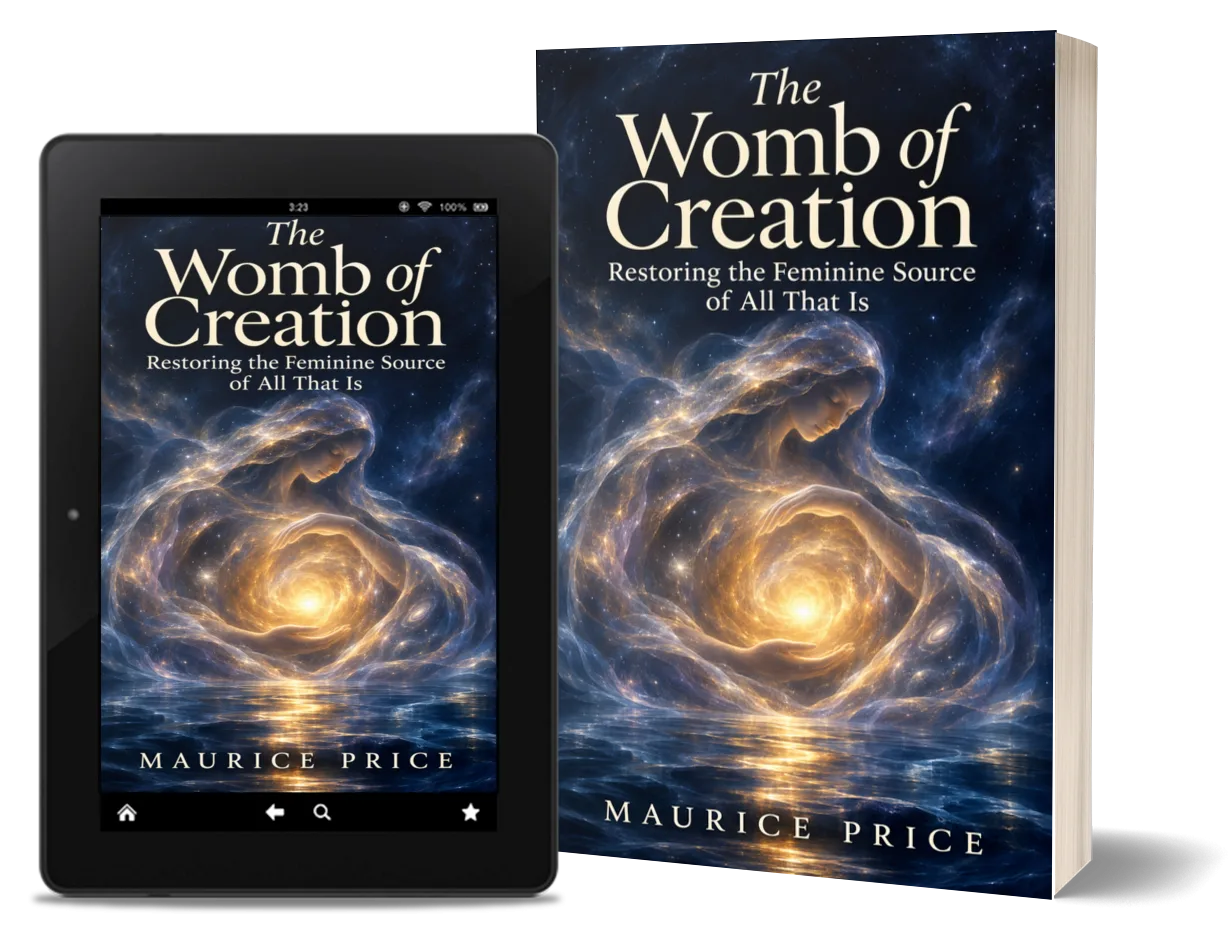 3:23
100%
The
Womb of
Creation
Restoring the Feminine Source
of All That Is
MAURICE PRICE
The
Womb of
Creation
Restoring the Feminine Source
of All That Is
MAURICE PRICE